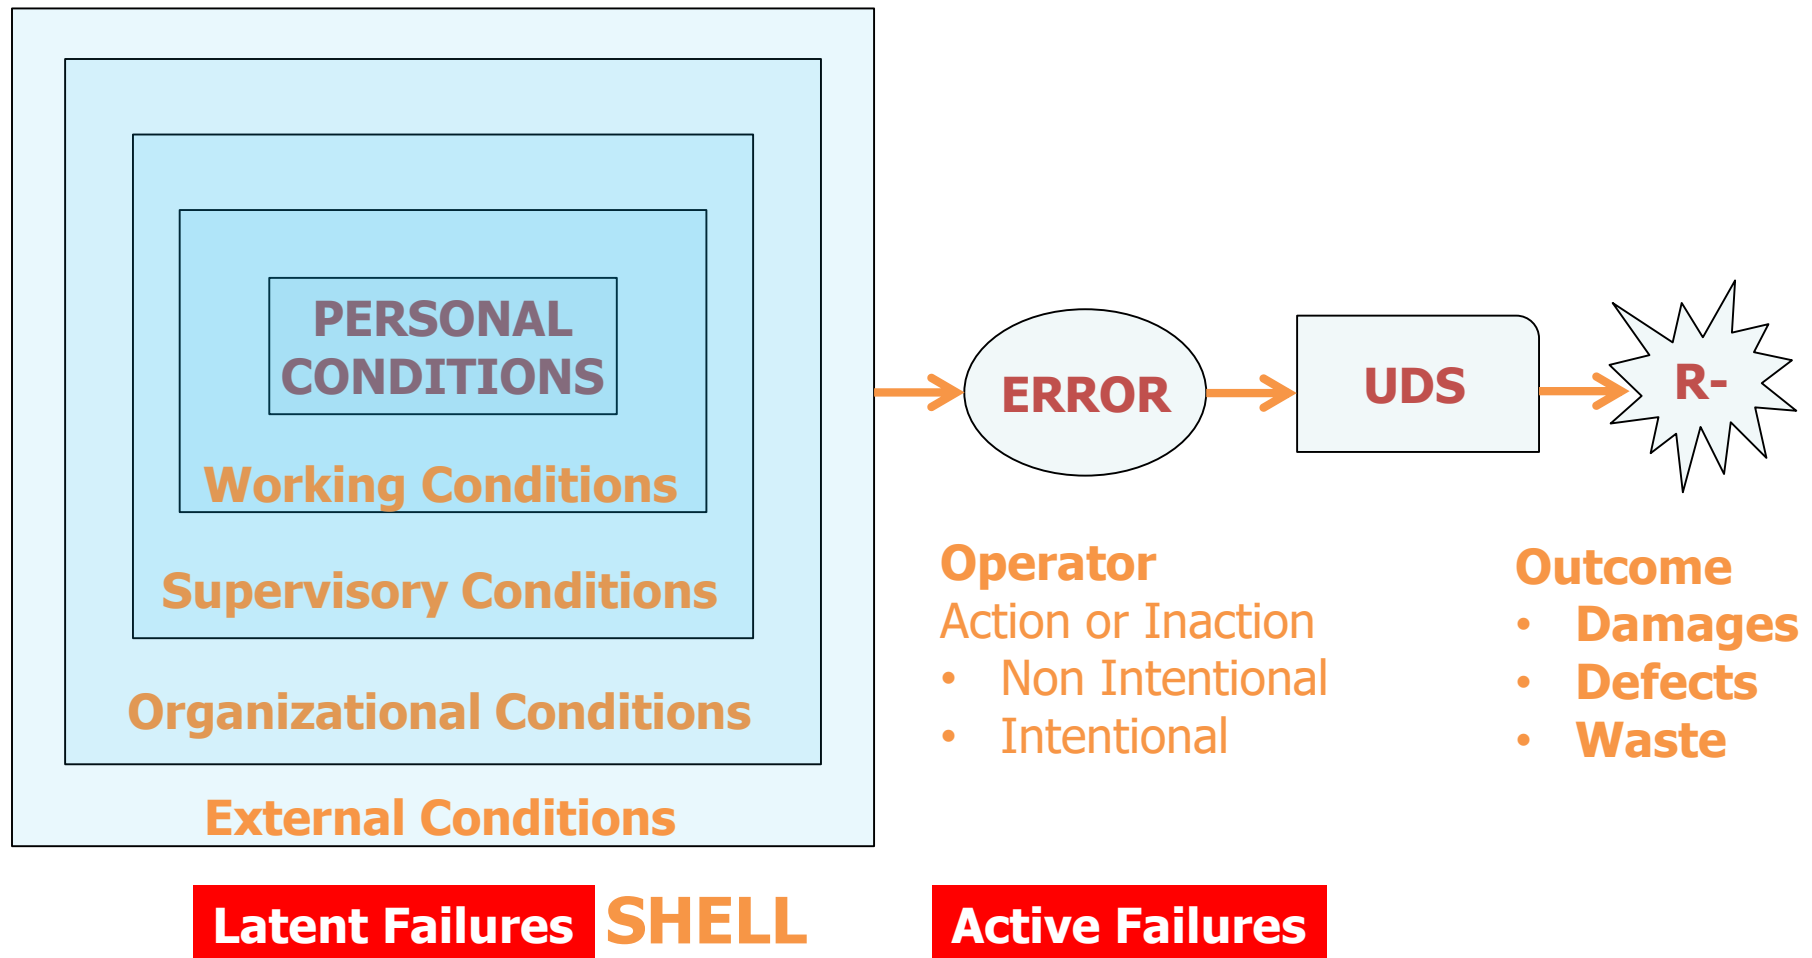 PERSONAL
CONDITIONS
Working Conditions
Supervisory Conditions
Organizational Conditions
External Conditions
Latent Failures
SHELL
ERROR
UDS
R-
Operator
Action or Inaction
• Non Intentional
• Intentional
Active Failures
Outcome
• Damages
• Defects
• Waste